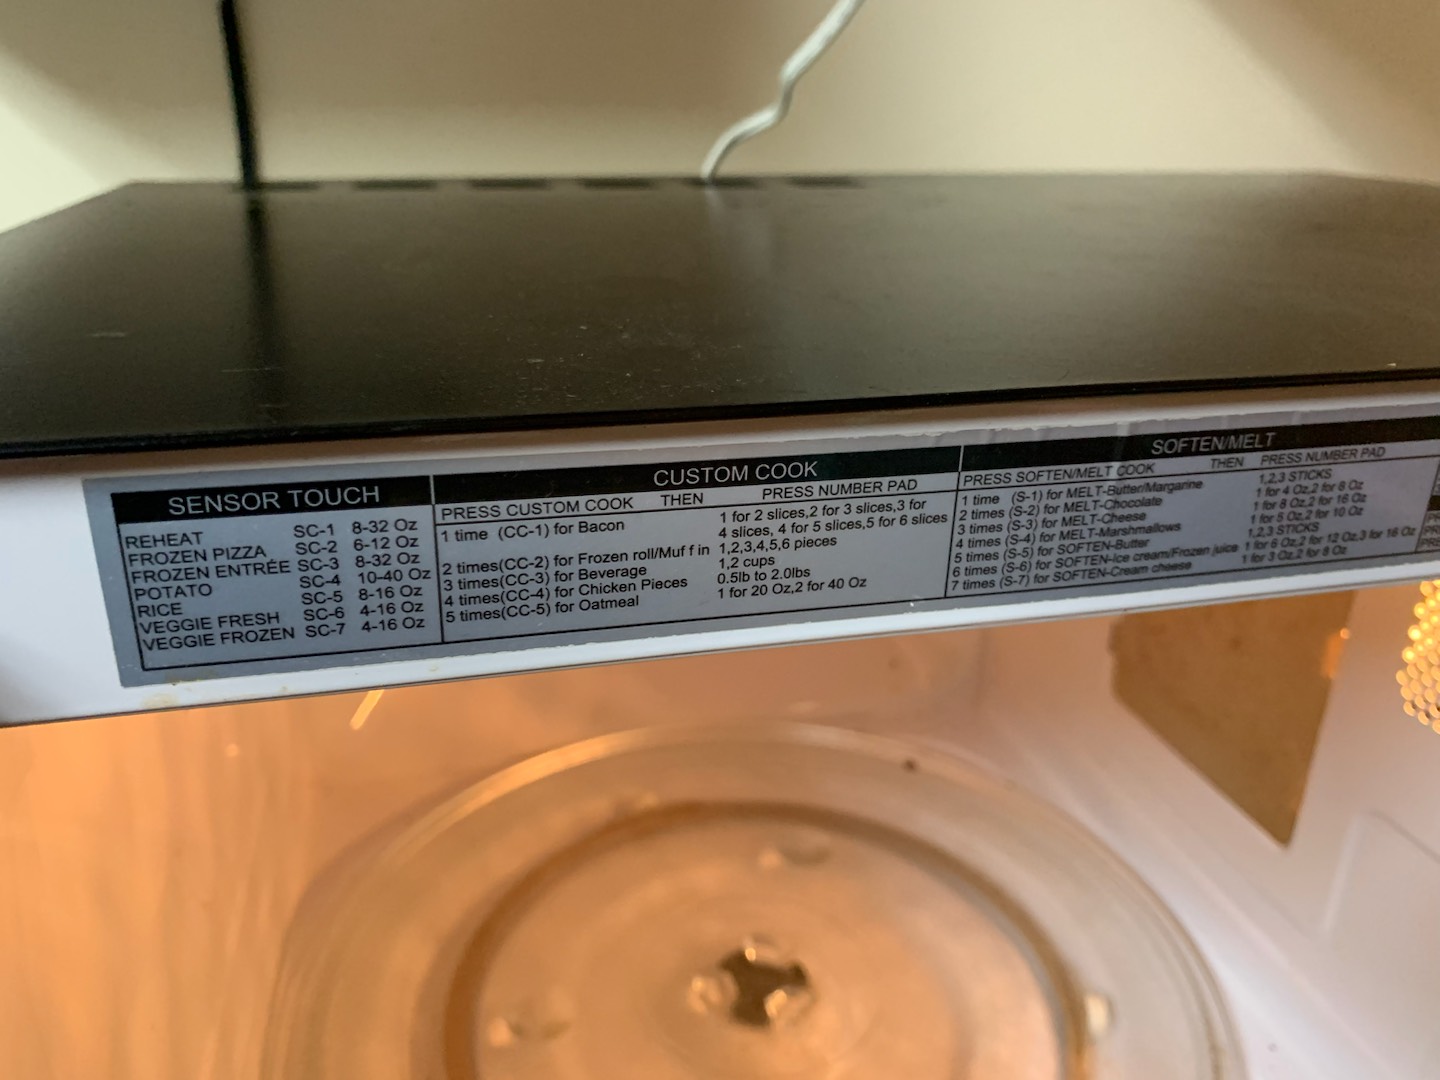 SENSOR TOUCH
REHEAT SC-1 8-32 Oz
FROZEN PIZZA SC-2 6-12 Oz
FROZEN ENTRÉE SC-3 8-32 Oz
POTATO SC-4 10-40 Oz
RICE SC-5 8-16 Oz
VEGGIE FRESH SC-6 4-16 Oz
VEGGIE FROZEN SC-7 4-16 Oz
CUSTOM COOK
PRESS CUSTOM COOK THEN PRESS NUMBER PAD
1 time (CC-1) for Bacon 1 for 2 slices,2 for 3 slices,3 for
4 slices, 4 for 5 slices,5 for 6 slices
2 times(CC-2) for Frozen roll/Muf f in 1,2,3,4,5,6 pieces
3 times(CC-3) for Beverage 1,2 cups
4 times(CC-4) for Chicken Pieces 0.5lb to 2.0lbs
5 times(CC-5) for Oatmeal 1 for 20 Oz,2 for 40 Oz
SOFTEN/MELT
PRESS SOFTEN/MELT COOK THEN PRESS NUMBER PAD
1 time (S-1) for MELT-Butter/Margarine 1,2,3 STICKS
2 times (S-2) for MELT-Chocolate 1 for 4 Oz,2 for 8 Oz
3 times (S-3) for MELT-Cheese 1 for 8 Oz,2 for 16 Oz
4 times (S-4) for MELT-Marshmallows 1 for 5 Oz,2 for 10 Oz
5 times (S-5) for SOFTEN-Butter 1,2,3 STICKS
6 times (S-6) for SOFTEN-Ice cream/Frozen juice 1 for 6 Oz,2 for 12 Oz,3 for 16 Oz
7 times (S-7) for SOFTEN-Cream cheese 1 for 3 Oz,2 for 8 Oz